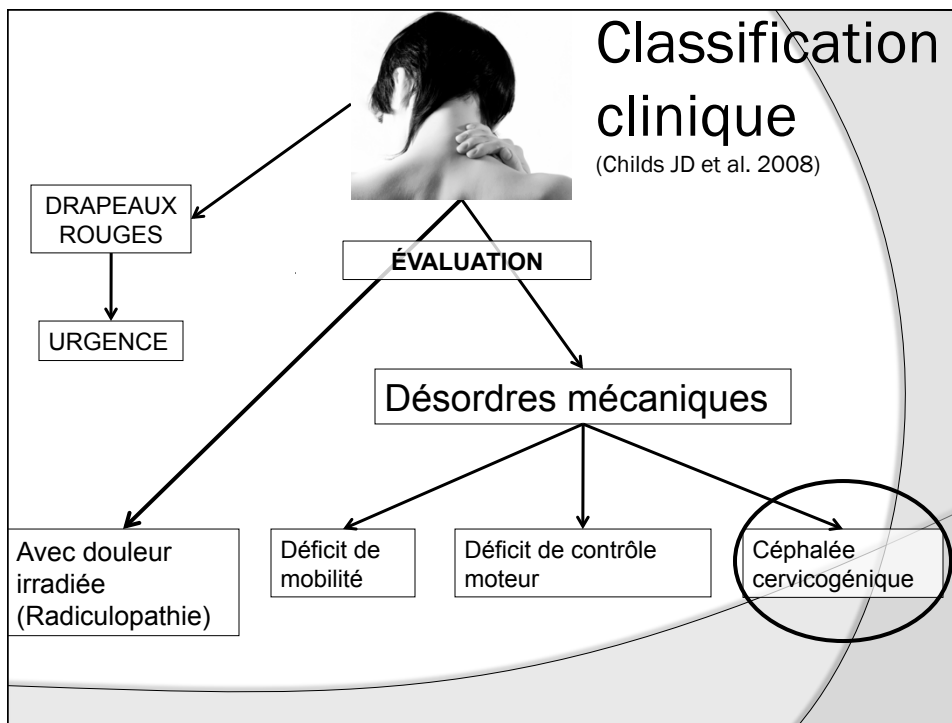 Classification
clinique
(Childs JD et al. 2008)
DRAPEAUX
ROUGES
ÉVALUATION
URGENCE
Désordres mécaniques
Avec douleur
irradiée
(Radiculopathie)
Déficit de
mobilité
Déficit de contrôle
moteur
Céphalée
cervicogénique